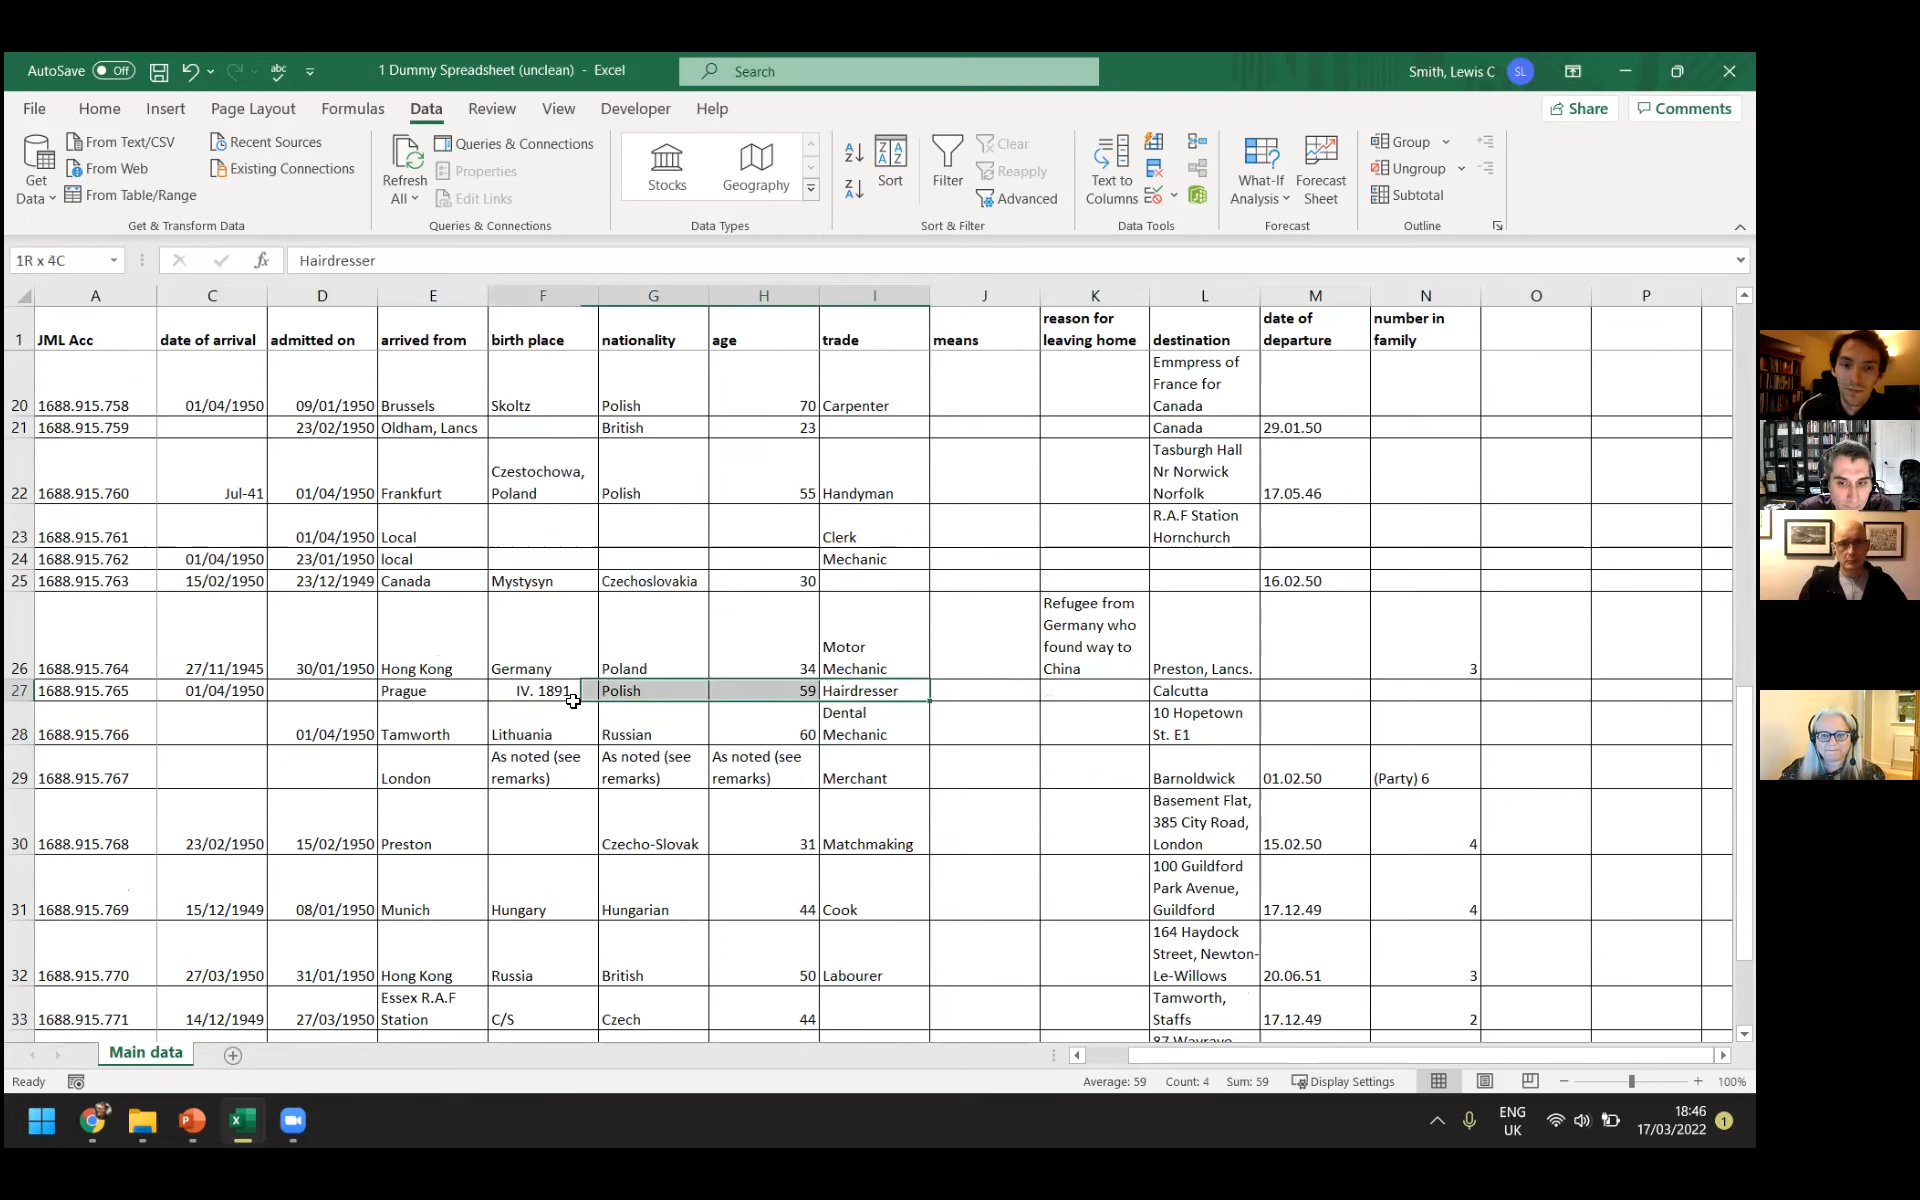 AutoSave Off
1 Dummy Spreadsheet (unclean) - Excel
Search
Smith, Lewis C SL
File Home Insert Page Layout Formulas Data Review View Developer Help
Share Comments
Get Data
From Text/CSV
From Web
From Table/Range
Recent Sources
Existing Connections
Get & Transform Data
Refresh All
Queries & Connections
Properties
Edit Links
Queries & Connections
Stocks Geography
Data Types
Sort
Filter
Clear
Reapply
Advanced
Sort & Filter
Text to Columns
Data Tools
What-If Analysis
Forecast Sheet
Forecast
Group
Ungroup
Subtotal
Outline
1R x 4C fx Hairdresser
A C D E F G H I J K L M N O P
1 JML Acc date of arrival admitted on arrived from birth place nationality age trade means reason for leaving home destination date of departure number in family
20 1688.915.758 01/04/1950 09/01/1950 Brussels Skoltz Polish 70 Carpenter Emmpress of France for Canada
21 1688.915.759 23/02/1950 Oldham, Lancs British 23 Canada 29.01.50
22 1688.915.760 Jul-41 01/04/1950 Frankfurt Czestochowa, Poland Polish 55 Handyman Tasburgh Hall Nr Norwick Norfolk 17.05.46
23 1688.915.761 01/04/1950 Local Clerk R.A.F Station Hornchurch
24 1688.915.762 01/04/1950 23/01/1950 local Mechanic
25 1688.915.763 15/02/1950 23/12/1949 Canada Mystysyn Czechoslovakia 30 16.02.50
26 1688.915.764 27/11/1945 30/01/1950 Hong Kong Germany Poland 34 Motor Mechanic Refugee from Germany who found way to China Preston, Lancs. 3
27 1688.915.765 01/04/1950 Prague IV. 1891 Polish 59 Hairdresser Calcutta
28 1688.915.766 01/04/1950 Tamworth Lithuania Russian 60 Dental Mechanic 10 Hopetown St. E1
29 1688.915.767 London As noted (see remarks) As noted (see remarks) As noted (see remarks) Merchant Barnoldwick 01.02.50 (Party) 6
30 1688.915.768 23/02/1950 15/02/1950 Preston Czecho-Slovak 31 Matchmaking Basement Flat, 385 City Road, London 15.02.50 4
31 1688.915.769 15/12/1949 08/01/1950 Munich Hungary Hungarian 44 Cook 100 Guildford Park Avenue, Guildford 17.12.49 4
32 1688.915.770 27/03/1950 31/01/1950 Hong Kong Russia British 50 Labourer 164 Haydock Street, Newton-Le-Willows 20.06.51 3
33 1688.915.771 14/12/1949 27/03/1950 Essex R.A.F Station C/S Czech 44 Tamworth, Staffs 17.12.49 2
Main data
Ready
Average: 59 Count: 4 Sum: 59 Display Settings 100%
ENG UK
18:46
17/03/2022
1